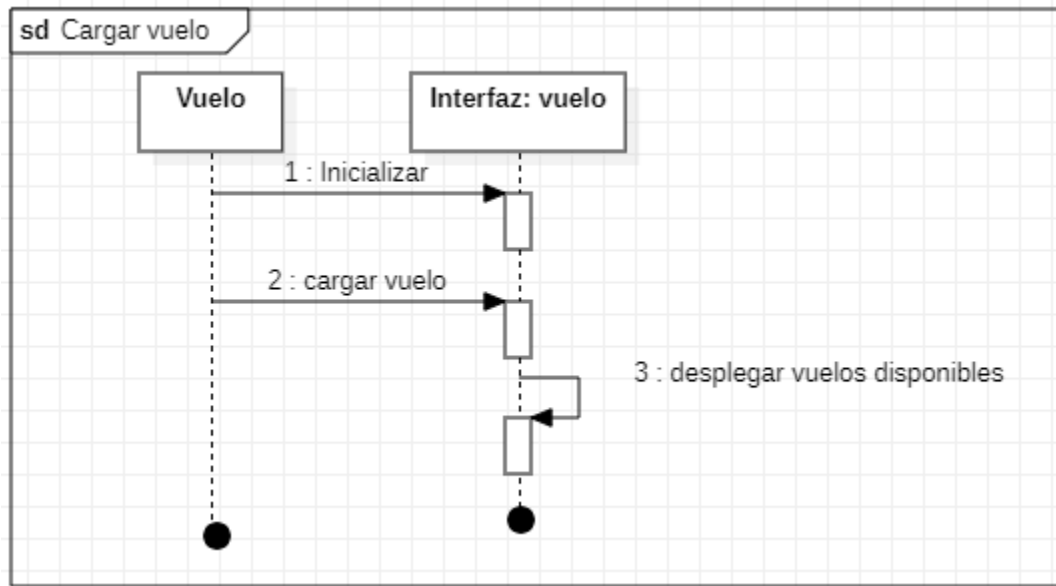 sd Cargar vuelo
Vuelo
Interfaz: vuelo
1 : Inicializar
2 : cargar vuelo
3 : desplegar vuelos disponibles